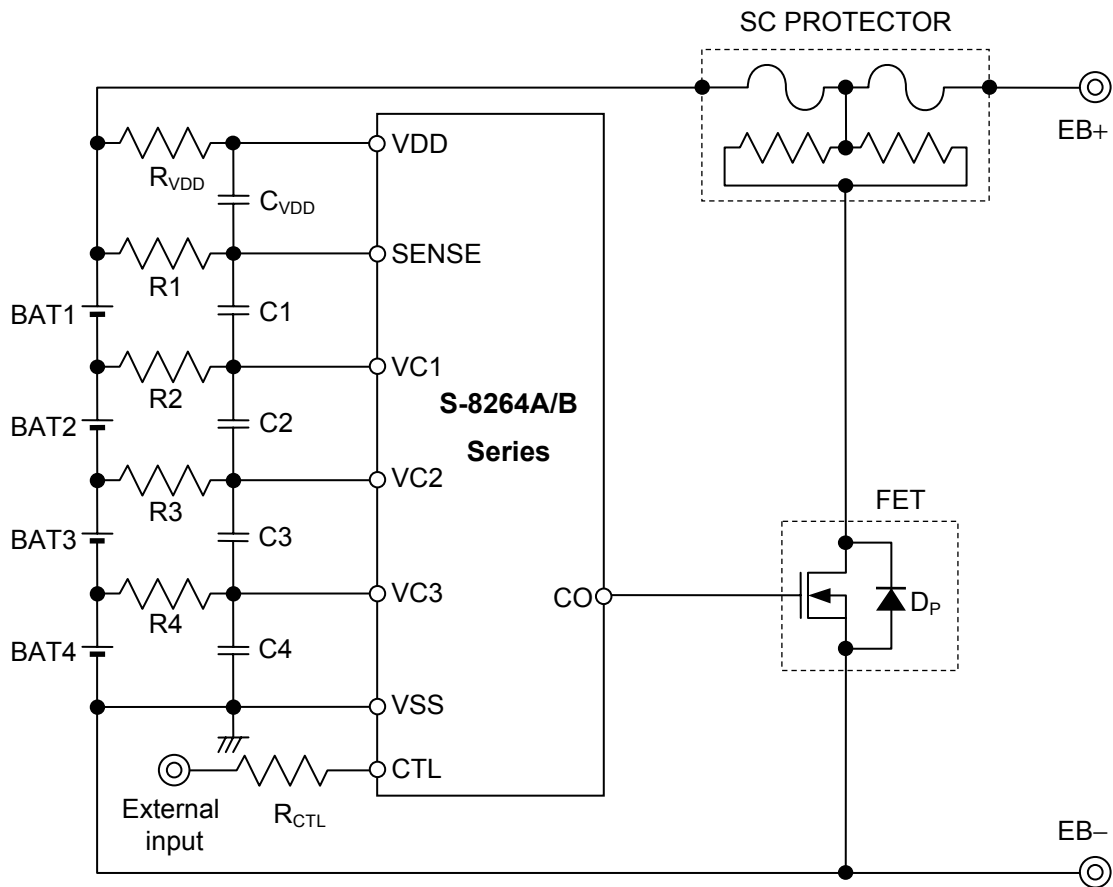 SC PROTECTOR
EB+
VDD
RVDD
CVDD
SENSE
R1
BAT1
C1
VC1
R2
S-8264A/B
Series
BAT2
C2
VC2
R3
FET
BAT3
C3
VC3
CO
DP
R4
BAT4
C4
VSS
CTL
External
input
RCTL
EB−